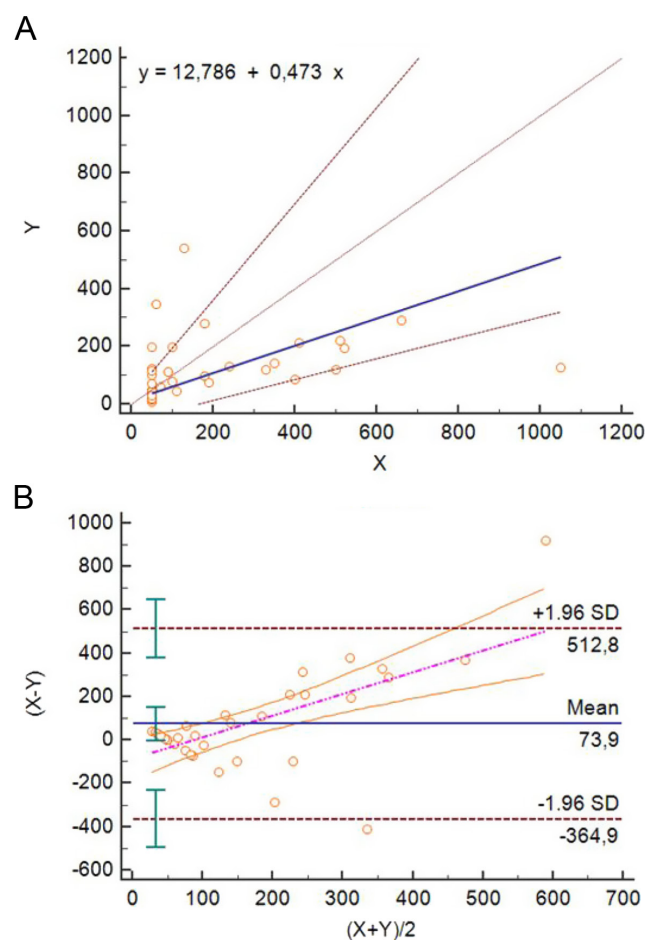 A
y = 12,786 + 0,473 x
1200
1000
800
600
400
200
0
Y
0 200 400 600 800 1000 1200
X
B
1000
800
600
400
200
0
-200
-400
-600
(X-Y)
+1.96 SD
512,8
Mean
73,9
-1.96 SD
-364,9
0 100 200 300 400 500 600 700
(X+Y)/2